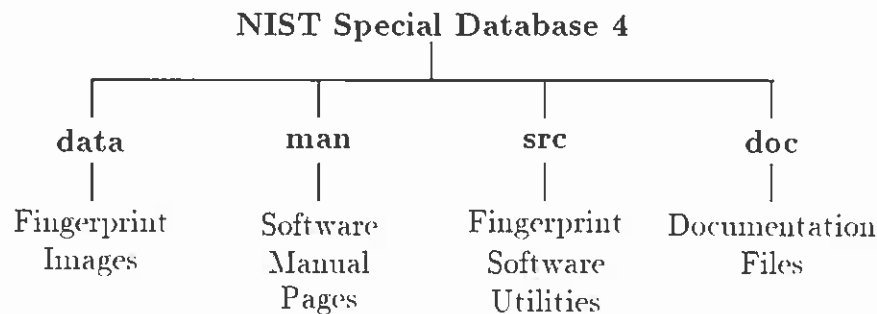 NIST Special Database 4
data man src doc
Fingerprint Software Fingerprint Documentation
Images Manual Software Files
Pages Utilities